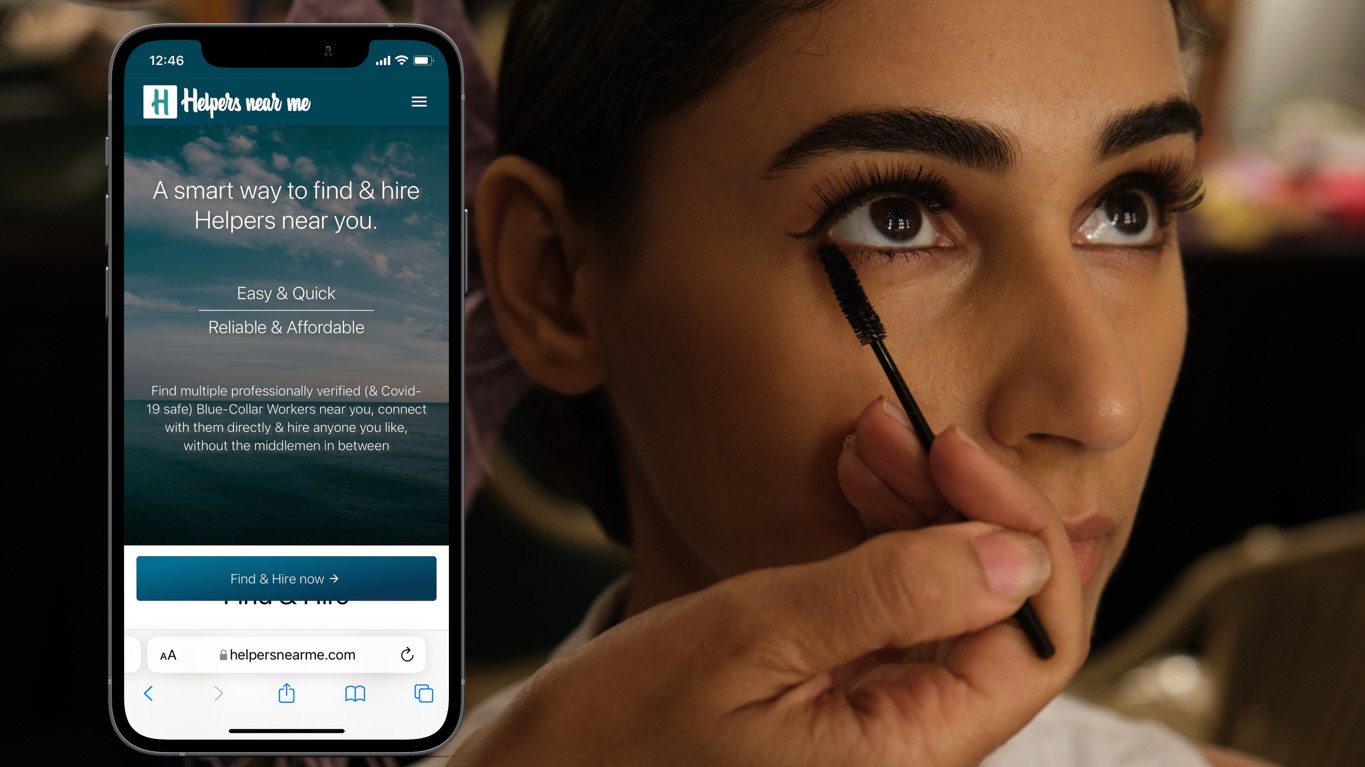 12:46
H Helpers near me
A smart way to find & hire
Helpers near you.
Easy & Quick
Reliable & Affordable
Find multiple professionally verified (& Covid-
19 safe) Blue-Collar Workers near you, connect
with them directly & hire anyone you like,
without the middlemen in between
Find & Hire now →
Find & Hire
AA helpersnearme.com